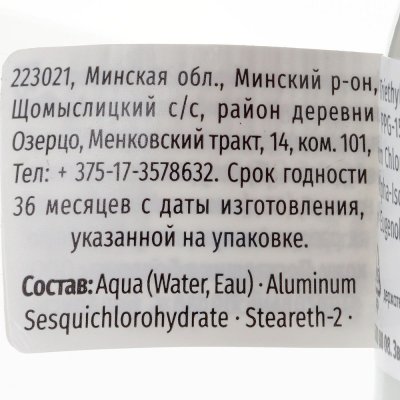 223021, Минская обл., Минский р-он,
Щомыслицкий с/с, район деревни
Озерцо, Менковский тракт, 14, ком. 101,
Тел: + 375-17-3578632. Срок годности
36 месяцев с даты изготовления,
указанной на упаковке.
Состав: Aqua (Water, Eau) · Aluminum
Sesquichlorohydrate · Steareth-2 ·